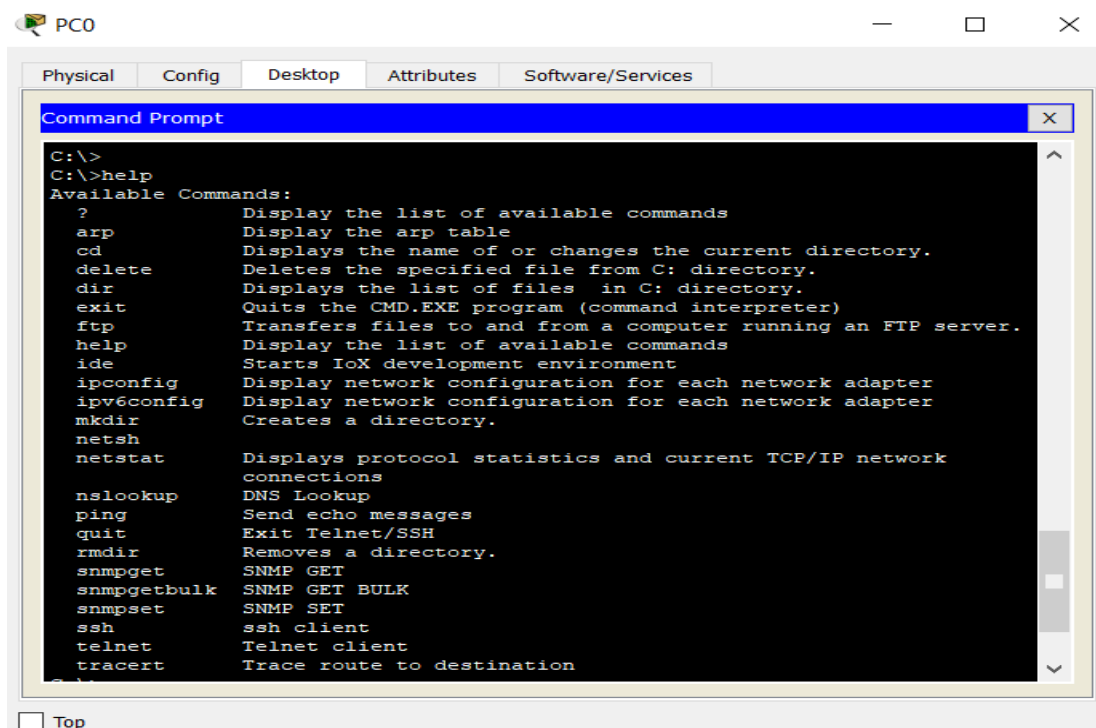 PC0
Physical Config Desktop Attributes Software/Services
Command Prompt X
C:\>
C:\>help
Available Commands:
? Display the list of available commands
arp Display the arp table
cd Displays the name of or changes the current directory.
delete Deletes the specified file from C: directory.
dir Displays the list of files  in C: directory.
exit Quits the CMD.EXE program (command interpreter)
ftp Transfers files to and from a computer running an FTP server.
help Display the list of available commands
ide Starts IoX development environment
ipconfig Display network configuration for each network adapter
ipv6config Display network configuration for each network adapter
mkdir Creates a directory.
netsh
netstat Displays protocol statistics and current TCP/IP network
connections
nslookup DNS Lookup
ping Send echo messages
quit Exit Telnet/SSH
rmdir Removes a directory.
snmpget SNMP GET
snmpgetbulk SNMP GET BULK
snmpset SNMP SET
ssh ssh client
telnet Telnet client
tracert Trace route to destination
Top